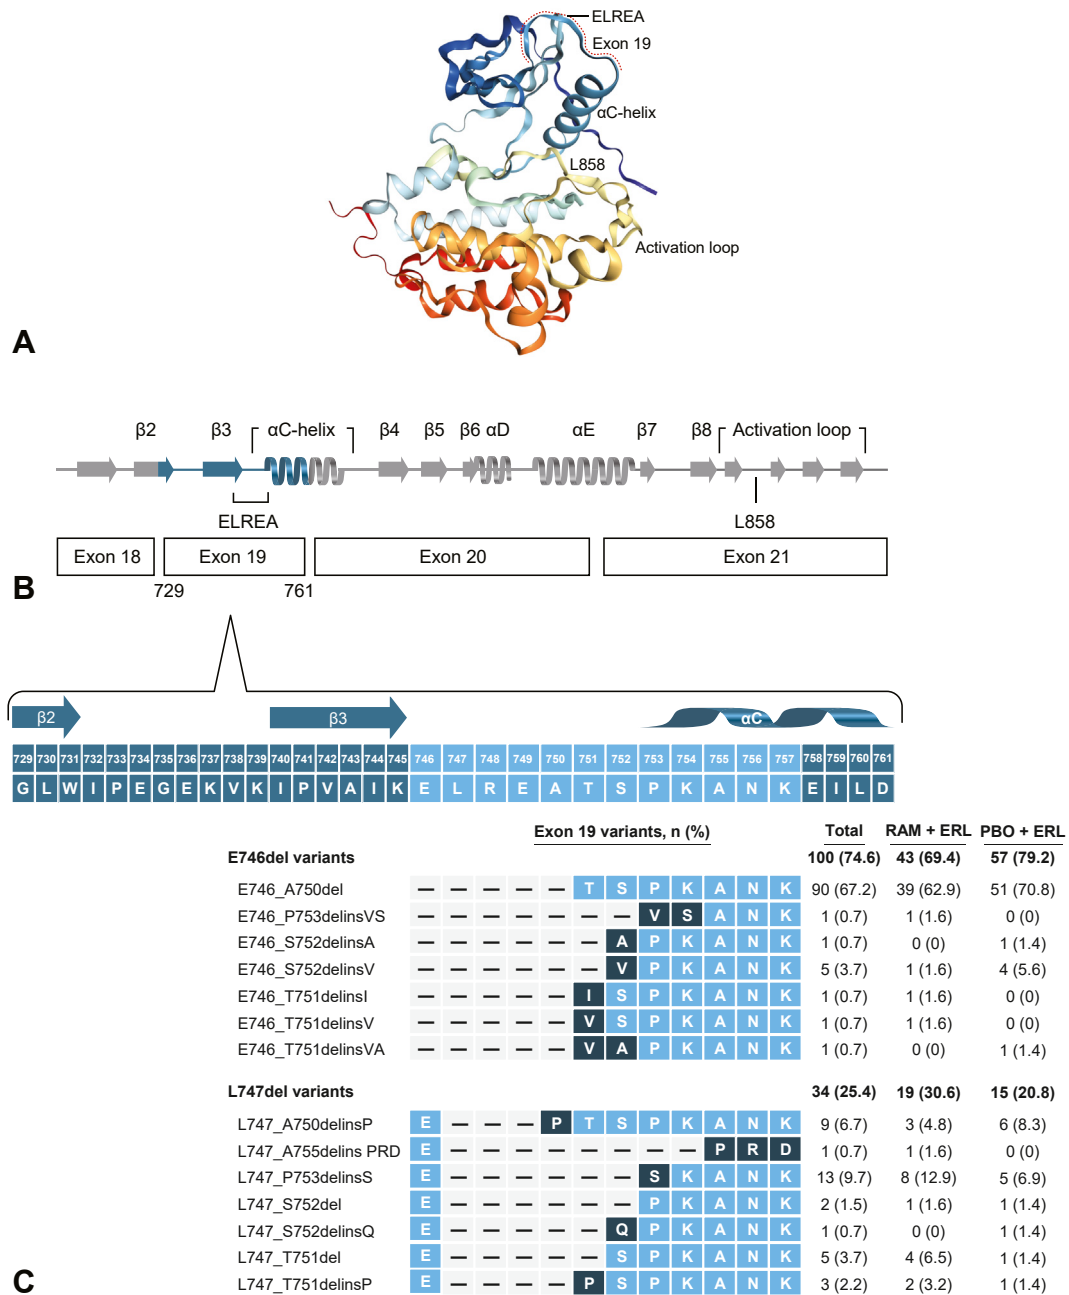 ELREA
Exon 19
αC-helix
L858
Activation loop
A
β2 β3 αC-helix β4 β5 β6 αD αE β7 β8 Activation loop
ELREA L858
Exon 18 Exon 19 Exon 20 Exon 21
B 729 761
β2 β3 αC
729 730 731 732 733 734 735 736 737 738 739 740 741 742 743 744 745 746 747 748 749 750 751 752 753 754 755 756 757 758 759 760 761
G L W I P E G E K V K I P V A I K E L R E A T S P K A N K E I L D
Exon 19 variants, n (%) Total RAM + ERL PBO + ERL
E746del variants 100 (74.6) 43 (69.4) 57 (79.2)
E746_A750del — — — — — T S P K A N K 90 (67.2) 39 (62.9) 51 (70.8)
E746_P753delinsVS — — — — — — — V S A N K 1 (0.7) 1 (1.6) 0 (0)
E746_S752delinsA — — — — — — A P K A N K 1 (0.7) 0 (0) 1 (1.4)
E746_S752delinsV — — — — — — V P K A N K 5 (3.7) 1 (1.6) 4 (5.6)
E746_T751delinsI — — — — — I S P K A N K 1 (0.7) 1 (1.6) 0 (0)
E746_T751delinsV — — — — — V S P K A N K 1 (0.7) 1 (1.6) 0 (0)
E746_T751delinsVA — — — — — V A P K A N K 1 (0.7) 0 (0) 1 (1.4)
L747del variants 34 (25.4) 19 (30.6) 15 (20.8)
L747_A750delinsP E — — — P T S P K A N K 9 (6.7) 3 (4.8) 6 (8.3)
L747_A755delins PRD E — — — — — — — — P R D 1 (0.7) 1 (1.6) 0 (0)
L747_P753delinsS E — — — — — — S K A N K 13 (9.7) 8 (12.9) 5 (6.9)
L747_S752del E — — — — — — P K A N K 2 (1.5) 1 (1.6) 1 (1.4)
L747_S752delinsQ E — — — — — Q P K A N K 1 (0.7) 0 (0) 1 (1.4)
L747_T751del E — — — — — S P K A N K 5 (3.7) 4 (6.5) 1 (1.4)
L747_T751delinsP E — — — — P S P K A N K 3 (2.2) 2 (3.2) 1 (1.4)
C